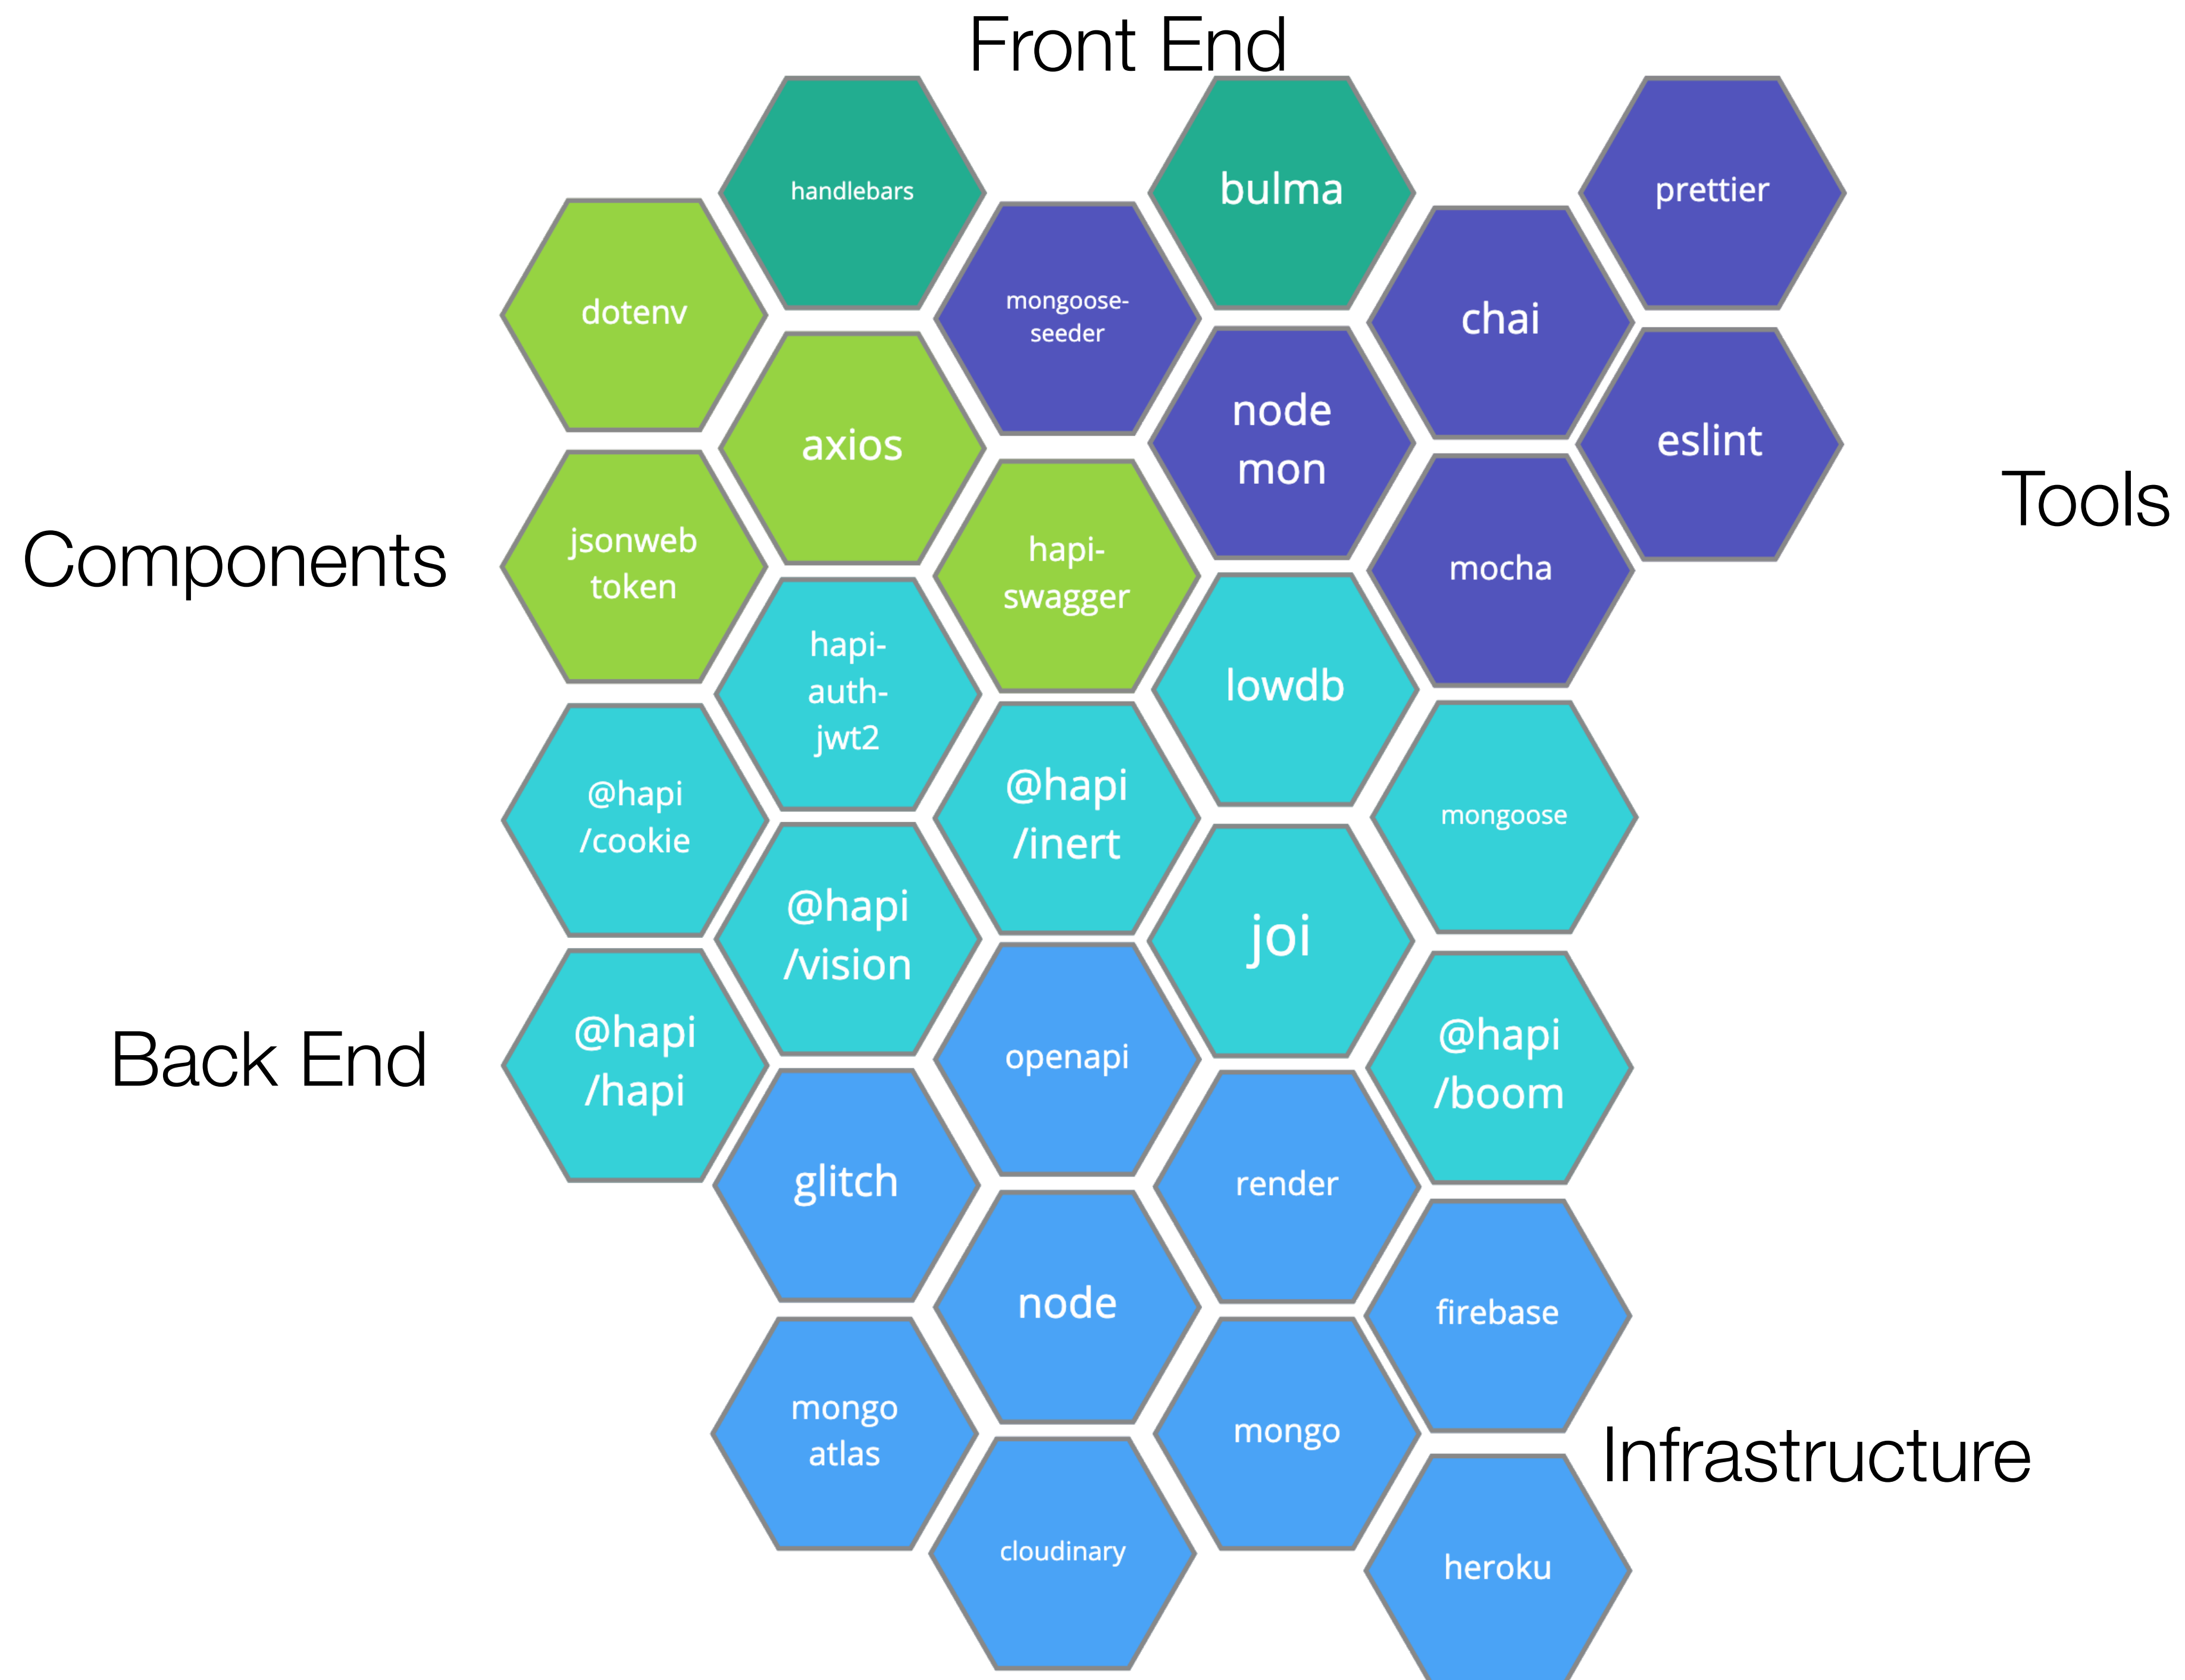 Front End
handlebars
bulma
prettier
dotenv
mongoose-
seeder
chai
axios
node
mon
eslint
Tools
Components
jsonweb
token
hapi-
swagger
mocha
hapi-
auth-
jwt2
lowdb
@hapi
/cookie
@hapi
/inert
mongoose
@hapi
/vision
joi
Back End
@hapi
/hapi
openapi
@hapi
/boom
glitch
render
node
firebase
mongo
atlas
mongo
Infrastructure
cloudinary
heroku